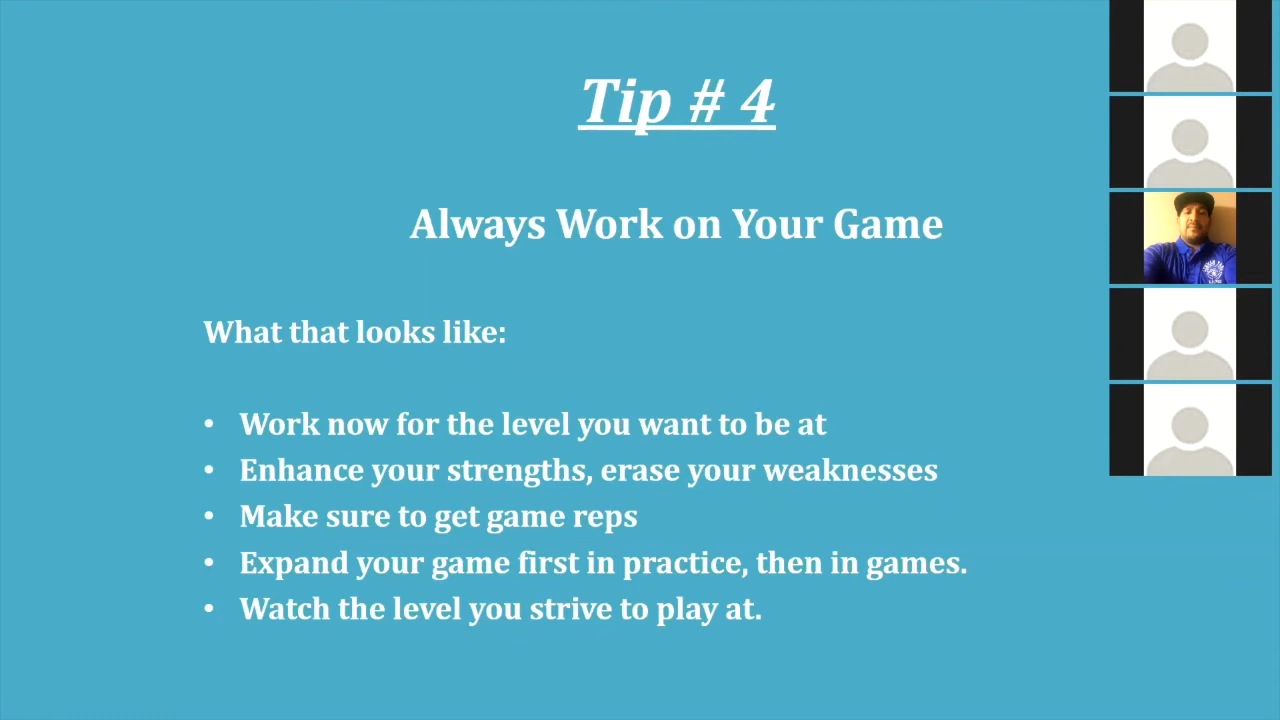 Tip # 4
Always Work on Your Game
What that looks like:
• Work now for the level you want to be at
• Enhance your strengths, erase your weaknesses
• Make sure to get game reps
• Expand your game first in practice, then in games.
• Watch the level you strive to play at.